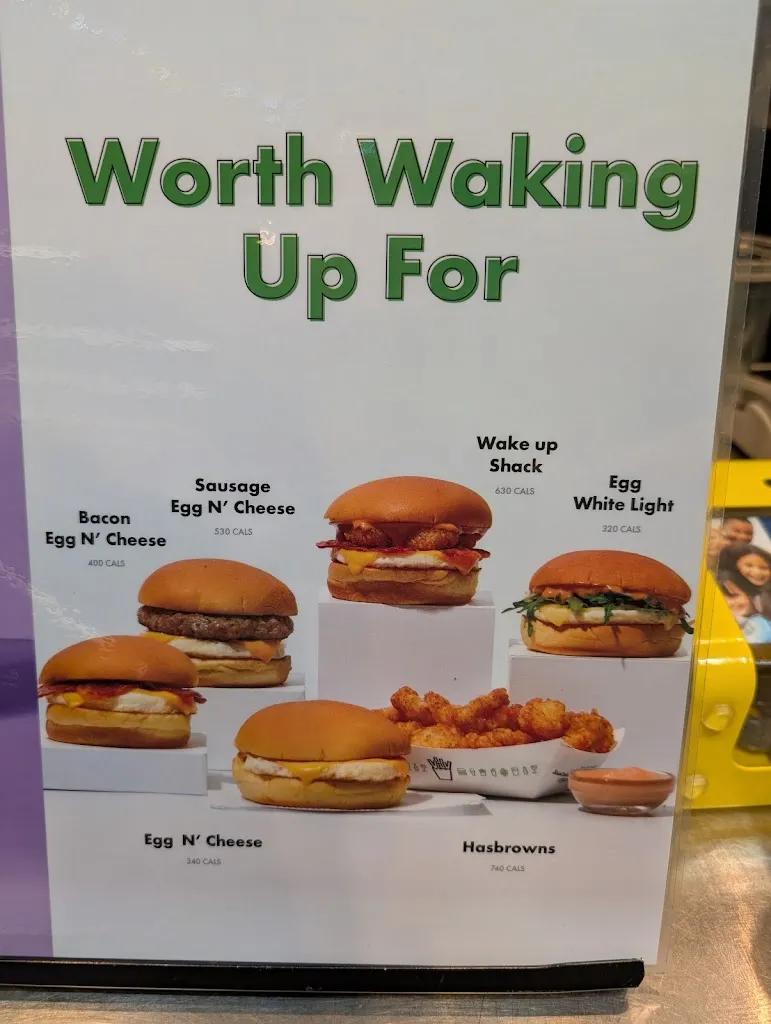 Worth Waking
Up For
Wake up
Shack
630 CALS
Egg
White Light
320 CALS
Sausage
Egg N' Cheese
530 CALS
Bacon
Egg N' Cheese
400 CALS
Egg N' Cheese
340 CALS
Hasbrowns
740 CALS